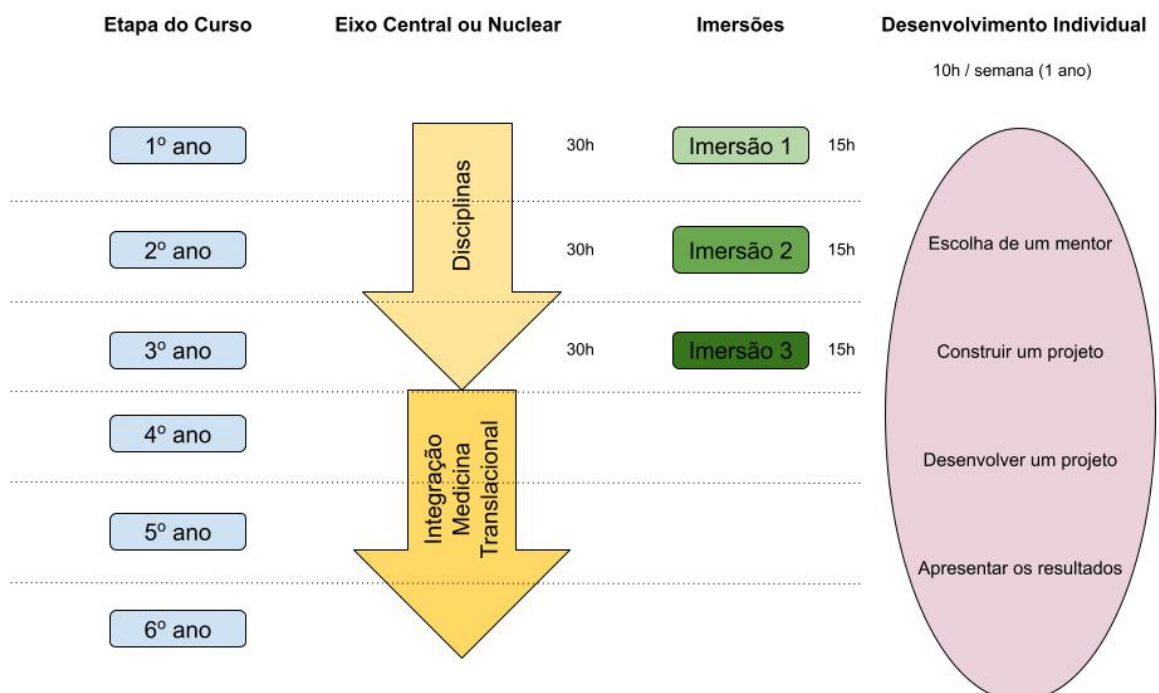 Etapa do Curso
Eixo Central ou Nuclear
Imersões
Desenvolvimento Individual
10h / semana (1 ano)
1º ano
30h
Imersão 1
15h
2º ano
30h
Imersão 2
15h
3º ano
30h
Imersão 3
15h
4º ano
5º ano
6º ano
Disciplinas
Integração
Medicina
Translacional
Escolha de um mentor
Construir um projeto
Desenvolver um projeto
Apresentar os resultados